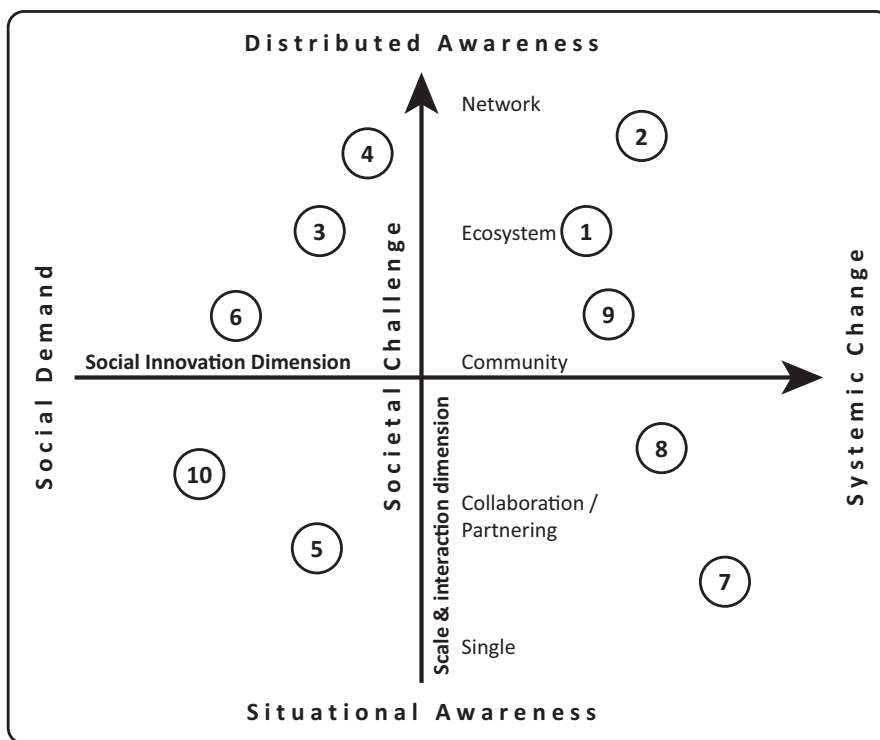 Distributed Awareness
Network
2
4
3
Ecosystem
1
6
9
Social Innovation Dimension
Community
Social Demand
Societal Challenge
Systemic Change
8
10
Scale & interaction dimension
Collaboration /
Partnering
5
7
Single
Situational Awareness